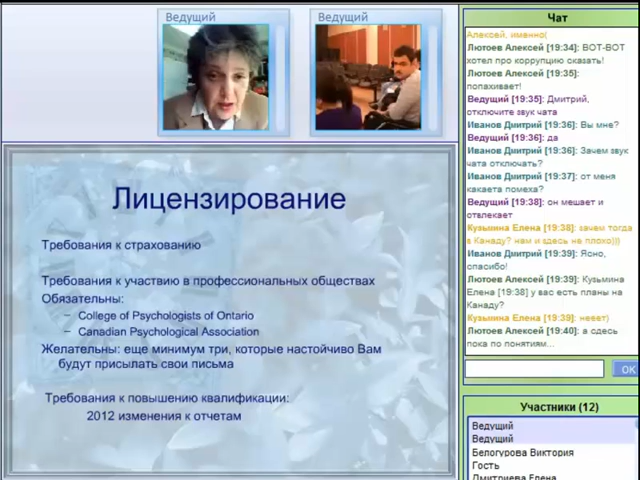 Ведущий
Ведущий
Лицензирование
Требования к страхованию
Требования к участию в профессиональных обществах
Обязательны:
– College of Psychologists of Ontario
– Canadian Psychological Association
Желательны: еще минимум три, которые настойчиво Вам
будут присылать свои письма
Требования к повышению квалификации:
2012 изменения к отчетам
Чат
Алексей, именно(
Лютоев Алексей [19:34]: ВОТ-ВОТ
хотел про коррупцию сказать!
Лютоев Алексей [19:35]:
попахивает!
Ведущий [19:35]: Дмитрий,
отключите звук чата
Иванов Дмитрий [19:36]: Вы мне?
Ведущий [19:36]: да
Иванов Дмитрий [19:36]: Зачем звук
чата отключать?
Иванов Дмитрий [19:37]: от меня
какаета помеха?
Ведущий [19:38]: он мешает и
отвлекает
Кузьмина Елена [19:38]: зачем тогда
в Канаду? нам и здесь не плохо)))
Иванов Дмитрий [19:39]: Ясно,
спасибо!
Лютоев Алексей [19:39]: Кузьмина
Елена [19:38] у вас есть планы на
Канаду?
Кузьмина Елена [19:39]: нееет)
Лютоев Алексей [19:40]: а здесь
пока по понятиям...
ОК
Участники (12)
Ведущий
Ведущий
Белогурова Виктория
Гость
Дмитриева Елена